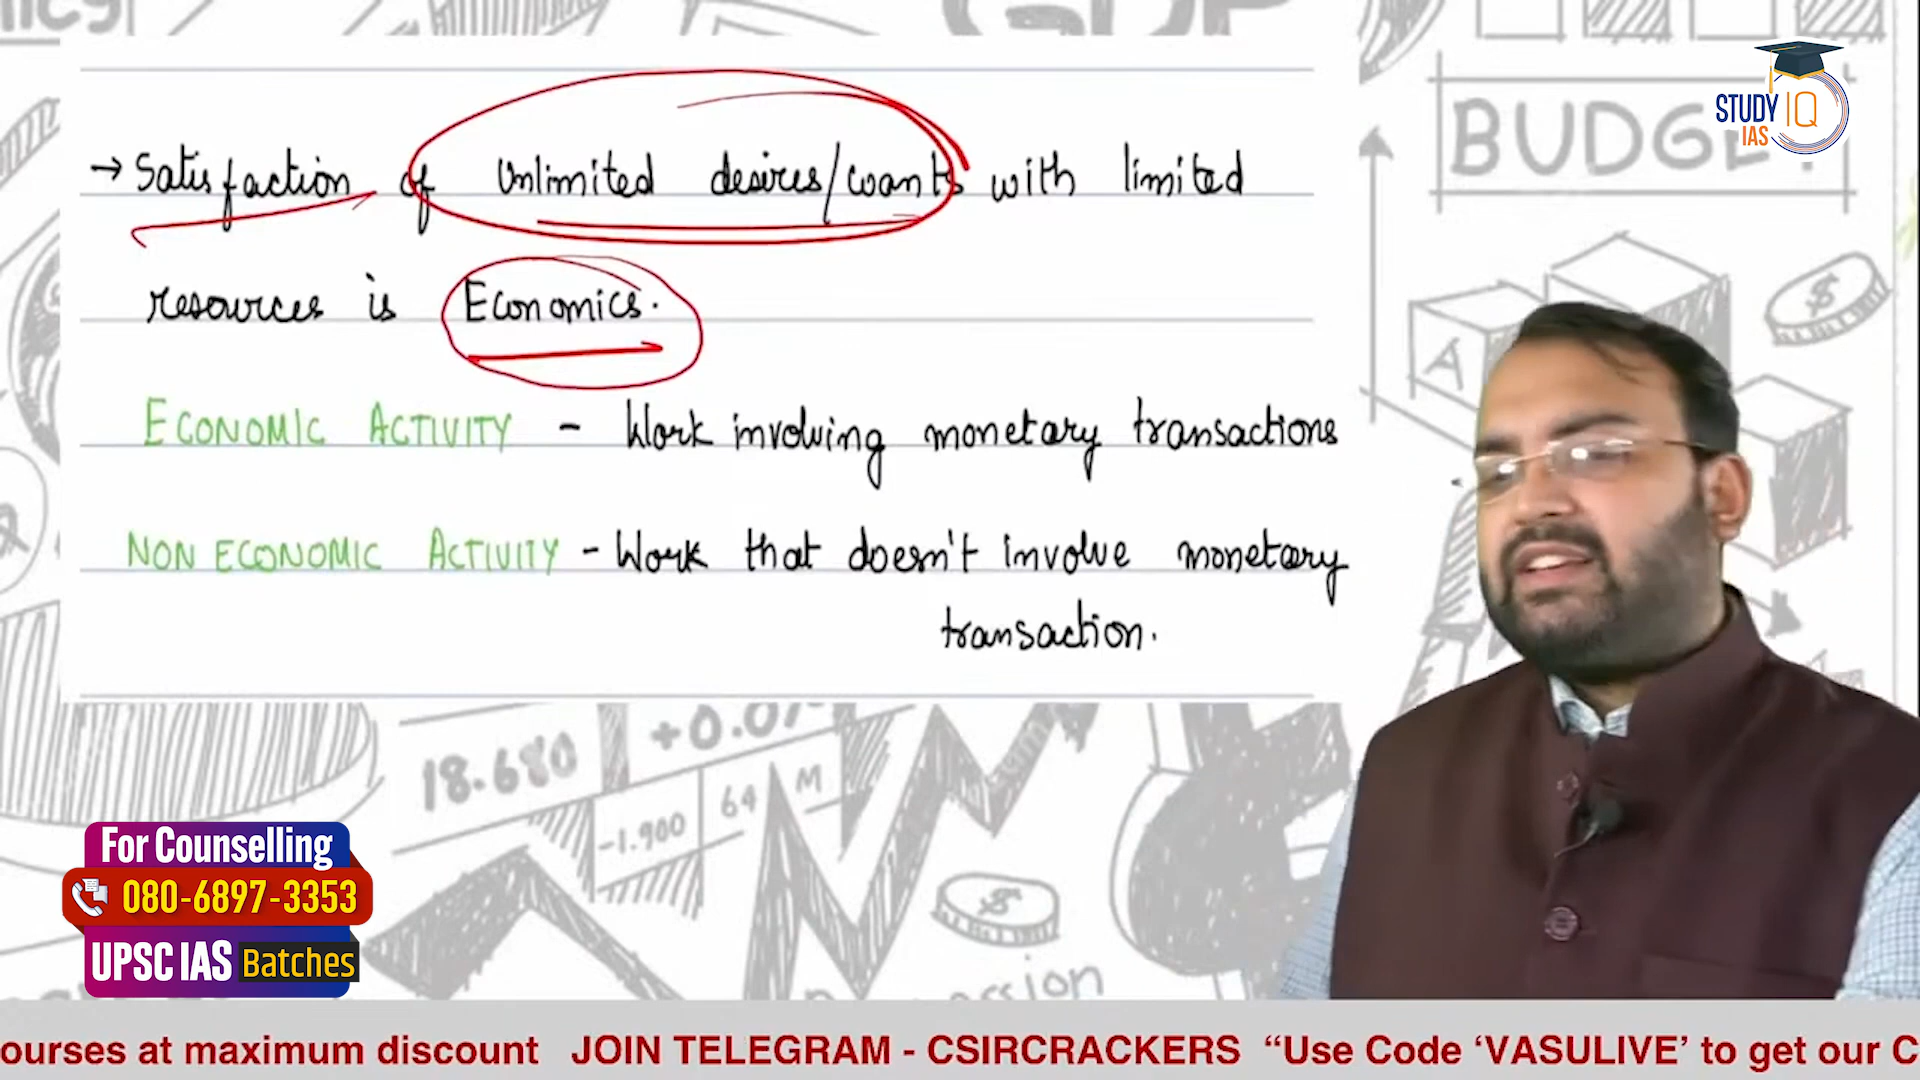 → Satisfaction of Unlimited desires/wants with limited
resources is Economics.
ECONOMIC ACTIVITY - Work involving monetary transactions
NON ECONOMIC ACTIVITY - Work that doesn't involve monetary
transaction.
BUDGE
STUDY IQ
IAS
A
$
18.680
+0.0
-1.900
64
M
$
For Counselling
080-6897-3353
UPSC IAS Batches
ourses at maximum discount JOIN TELEGRAM - CSIRCRACKERS “Use Code ‘VASULIVE’ to get our C